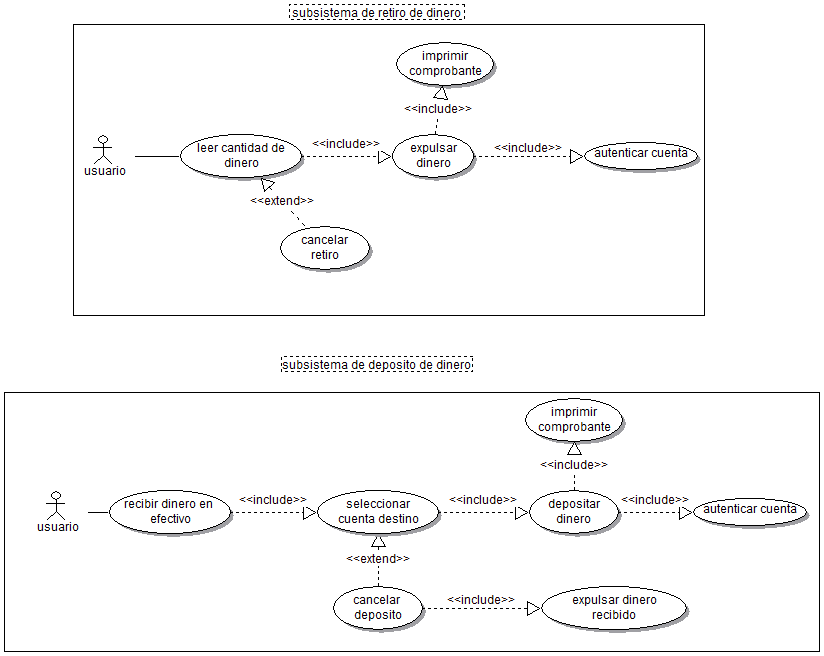 subsistema de retiro de dinero
imprimir
comprobante
<<include>>
leer cantidad de
dinero
<<include>>
expulsar
dinero
<<include>>
autenticar cuenta
usuario
<<extend>>
cancelar
retiro
subsistema de deposito de dinero
imprimir
comprobante
<<include>>
recibir dinero en
efectivo
<<include>>
seleccionar
cuenta destino
<<include>>
depositar
dinero
<<include>>
autenticar cuenta
usuario
<<extend>>
cancelar
deposito
<<include>>
expulsar dinero
recibido